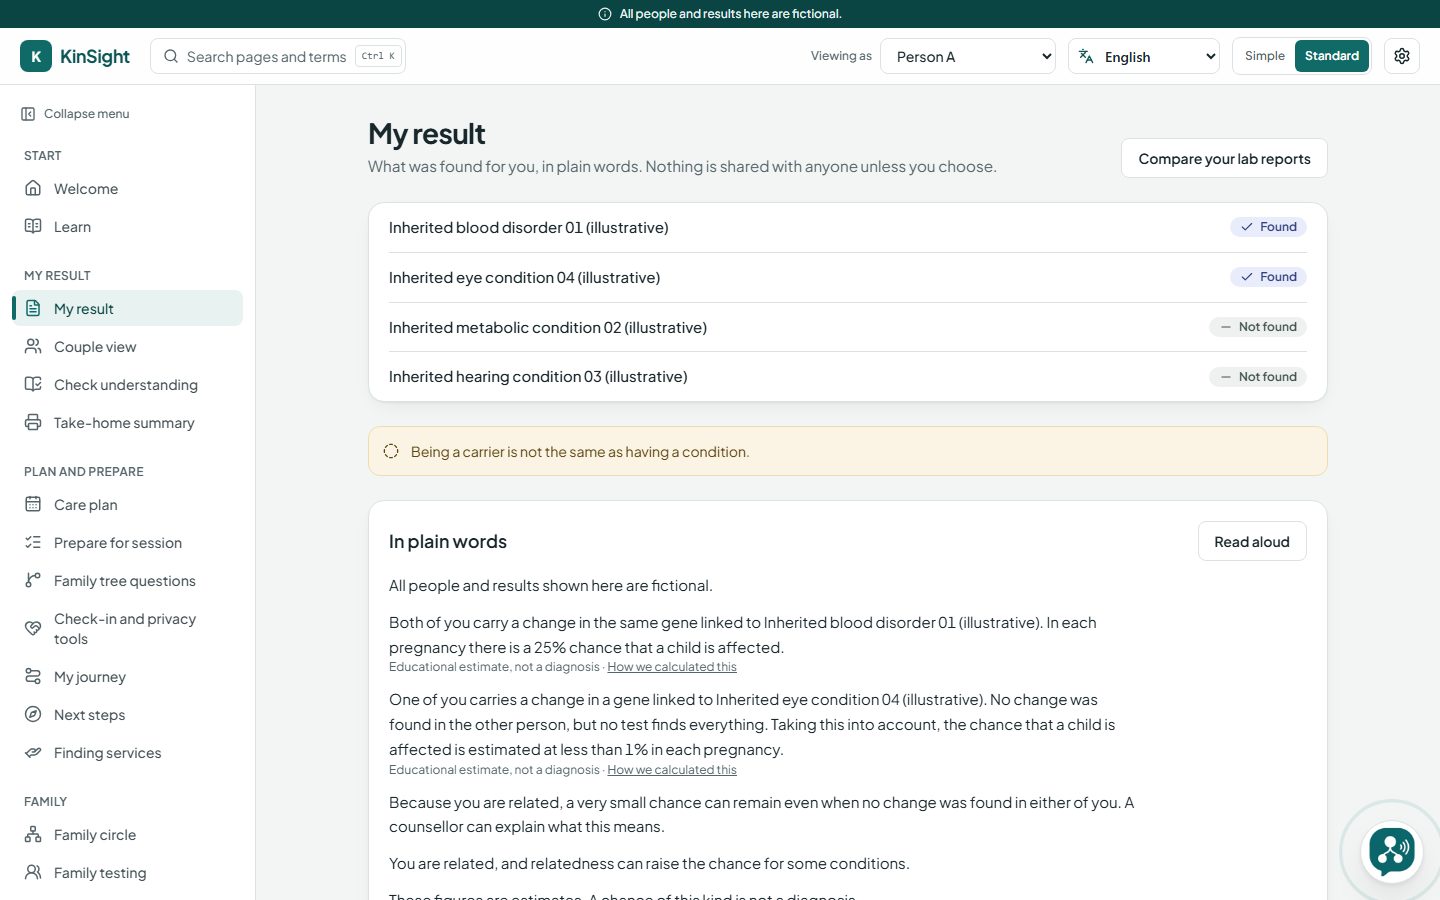 All people and results here are fictional.
K KinSight
Search pages and terms Ctrl K
Viewing as
Person A
English
Simple Standard
Collapse menu
START
Welcome
Learn
MY RESULT
My result
Couple view
Check understanding
Take-home summary
PLAN AND PREPARE
Care plan
Prepare for session
Family tree questions
Check-in and privacy
tools
My journey
Next steps
Finding services
FAMILY
Family circle
Family testing
My result
What was found for you, in plain words. Nothing is shared with anyone unless you choose.
Compare your lab reports
Inherited blood disorder 01 (illustrative) Found
Inherited eye condition 04 (illustrative) Found
Inherited metabolic condition 02 (illustrative) Not found
Inherited hearing condition 03 (illustrative) Not found
Being a carrier is not the same as having a condition.
In plain words
Read aloud
All people and results shown here are fictional.
Both of you carry a change in the same gene linked to Inherited blood disorder 01 (illustrative). In each
pregnancy there is a 25% chance that a child is affected.
Educational estimate, not a diagnosis · How we calculated this
One of you carries a change in a gene linked to Inherited eye condition 04 (illustrative). No change was
found in the other person, but no test finds everything. Taking this into account, the chance that a child is
affected is estimated at less than 1% in each pregnancy.
Educational estimate, not a diagnosis · How we calculated this
Because you are related, a very small chance can remain even when no change was found in either of you. A
counsellor can explain what this means.
You are related, and relatedness can raise the chance for some conditions.
These figures are estimates. A chance of this kind is not a diagnosis.